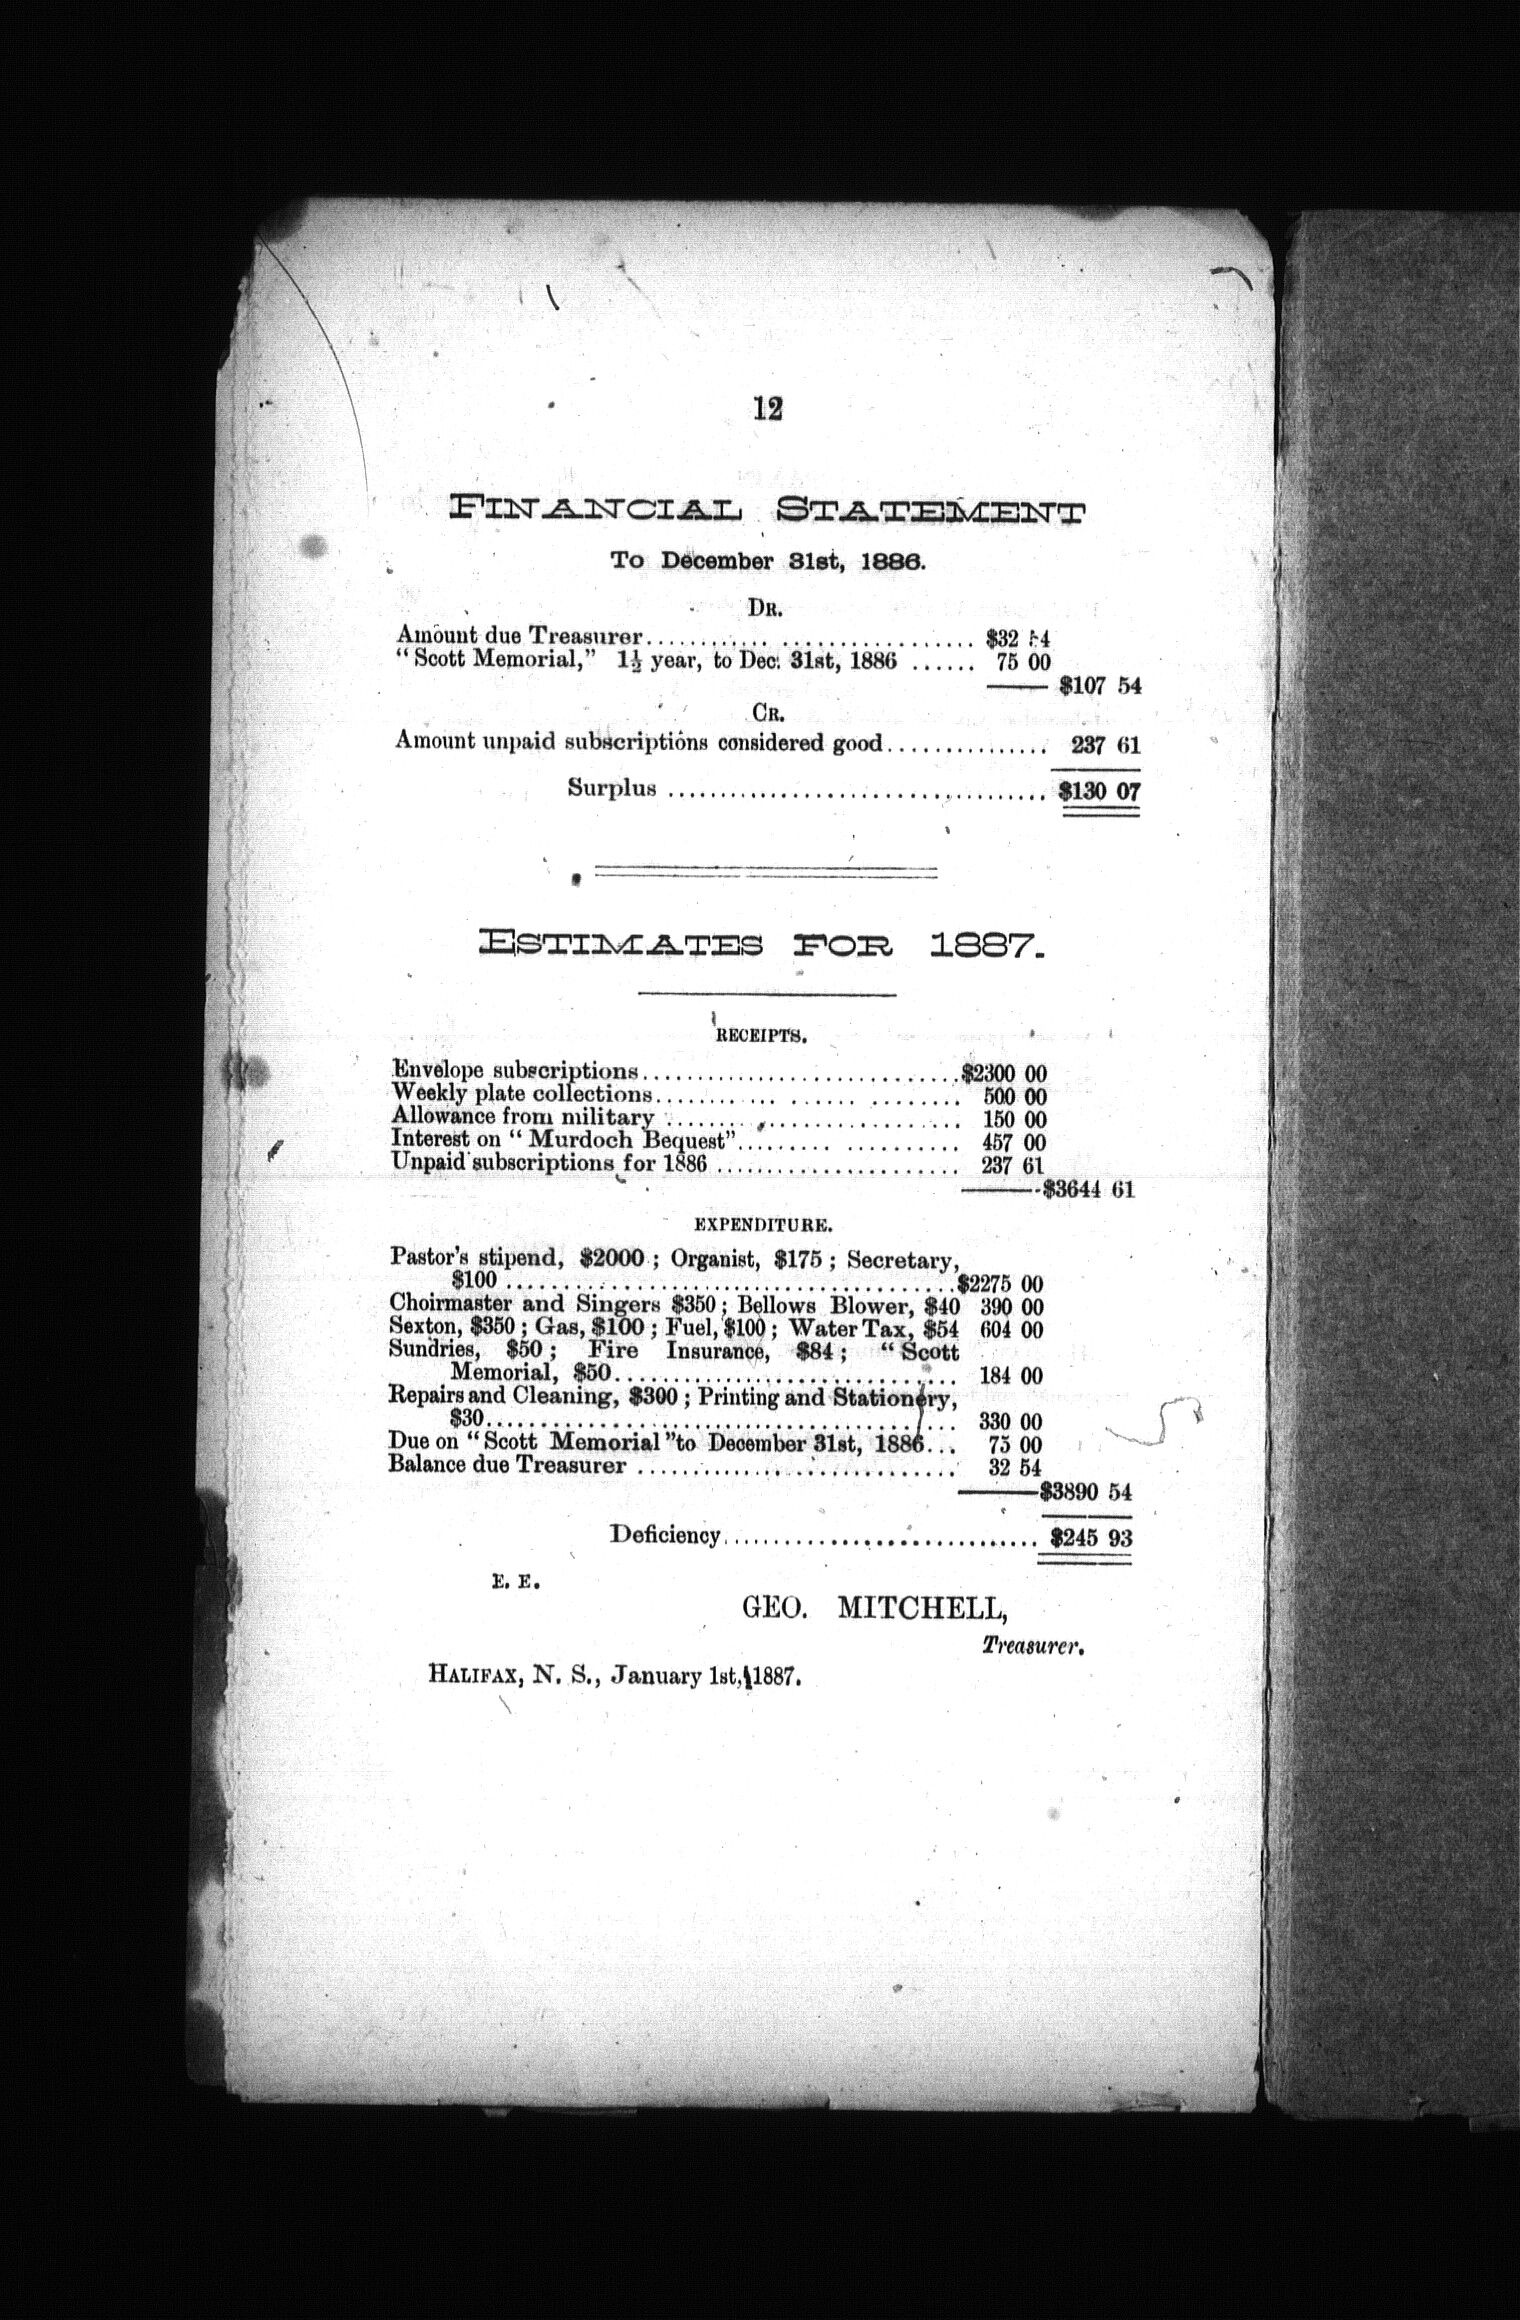 12
FINANCIAL STATEMENT
To December 31st, 1886.
DR.
Amount due Treasurer.............................. $32 54
"Scott Memorial," 1½ year, to Dec. 31st, 1886 ...... 75 00
$107 54
CR.
Amount unpaid subscriptions considered good............... 237 61
Surplus ................................... $130 07
ESTIMATES FOR 1887.
RECEIPTS.
Envelope subscriptions.............................$2300 00
Weekly plate collections............................ 500 00
Allowance from military ........................... 150 00
Interest on "Murdoch Bequest".................... 457 00
Unpaid subscriptions for 1886 ...................... 237 61
$3644 61
EXPENDITURE.
Pastor's stipend, $2000; Organist, $175; Secretary,
$100 .........................................$2275 00
Choirmaster and Singers $350; Bellows Blower, $40 390 00
Sexton, $350; Gas, $100; Fuel, $100; Water Tax, $54 604 00
Sundries, $50; Fire Insurance, $84; "Scott
Memorial, $50............................... 184 00
Repairs and Cleaning, $300; Printing and Stationery,
$30........................................... 330 00
Due on "Scott Memorial "to December 31st, 1886... 75 00
Balance due Treasurer ............................. 32 54
$3890 54
Deficiency............................. $245 93
E. E.
GEO. MITCHELL,
Treasurer.
HALIFAX, N. S., January 1st, 1887.